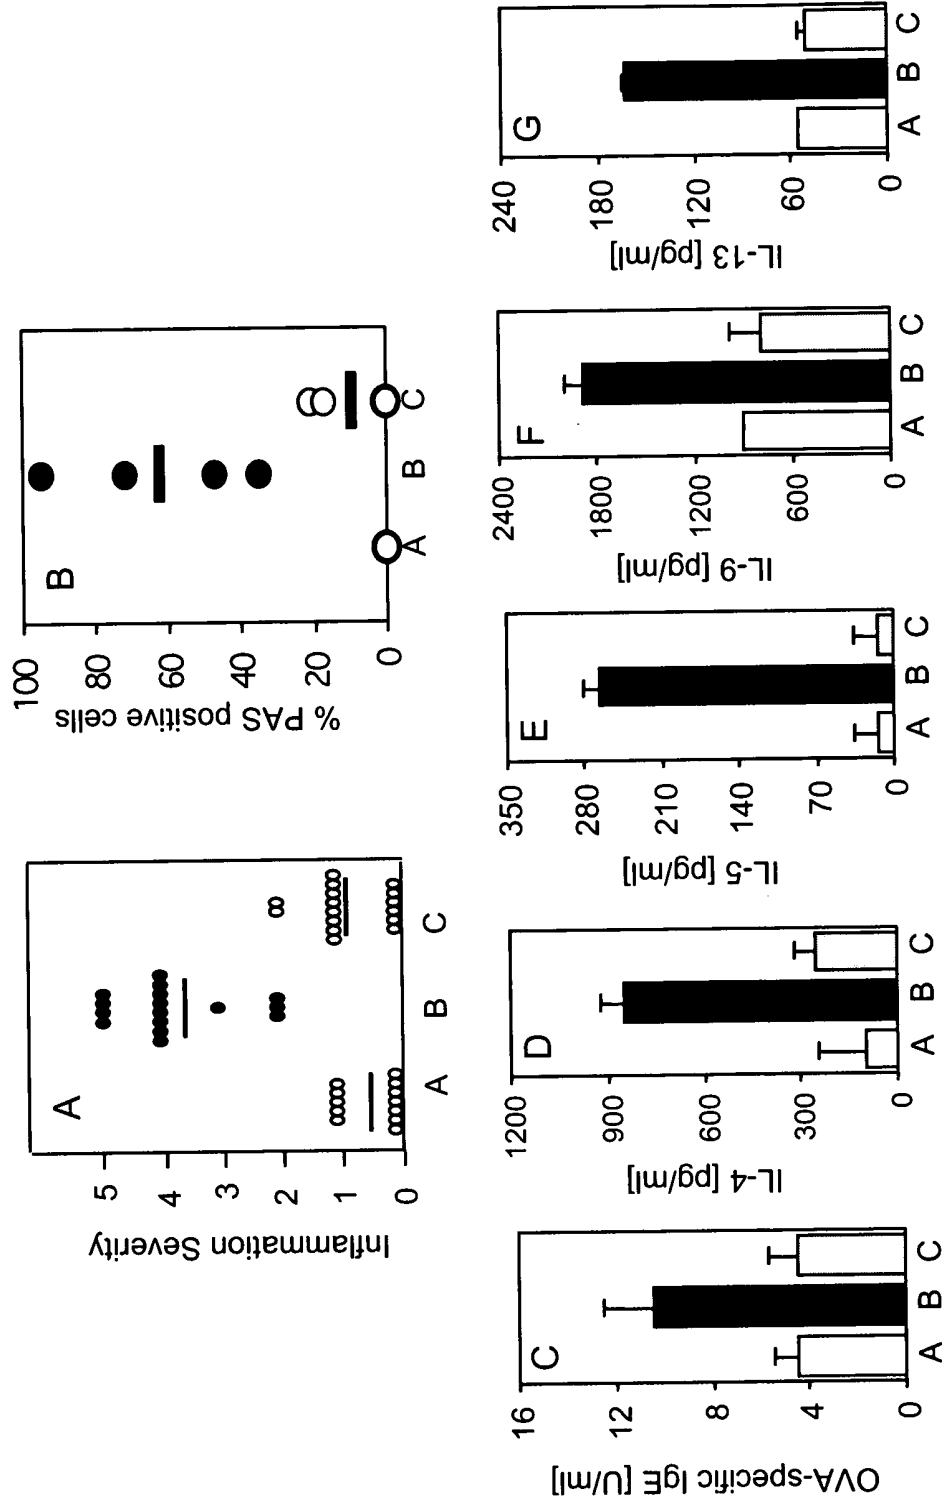 A
Inflammation Severity
5
4
3
2
1
0
A B C
B
% PAS positive cells
100
80
60
40
20
0
A B C
C
OVA-specific IgE [U/ml]
16
12
8
4
0
A B C
D
IL-4 [pg/ml]
1200
900
600
300
0
A B C
E
IL-5 [pg/ml]
350
280
210
140
70
0
A B C
F
IL-9 [pg/ml]
2400
1800
1200
600
0
A B C
G
IL-13 [pg/ml]
240
180
120
60
0
A B C